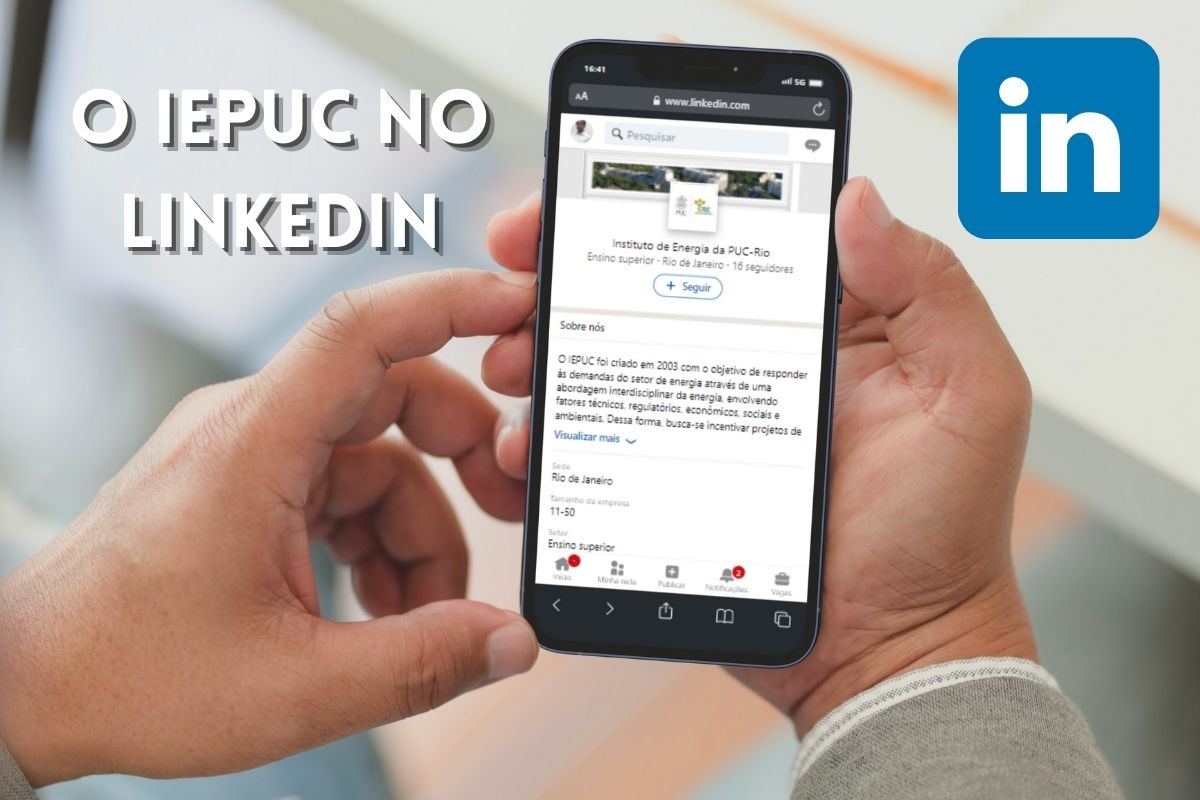 O IEPUC NO
LINKEDIN
in
16:41
5G
AA
www.linkedin.com
Pesquisar
PUC
IEPUC
Instituto de Energia da PUC-Rio
Ensino superior · Rio de Janeiro · 16 seguidores
+ Seguir
Sobre nós
O IEPUC foi criado em 2003 com o objetivo de responder
às demandas do setor de energia através de uma
abordagem interdisciplinar da energia, envolvendo
fatores técnicos, regulatórios, econômicos, sociais e
ambientais. Dessa forma, busca-se incentivar projetos de
Visualizar mais
Sede
Rio de Janeiro
Tamanho da empresa
11-50
Setor
Ensino superior
Início
Minha rede
Publicar
2
Notificações
Vagas